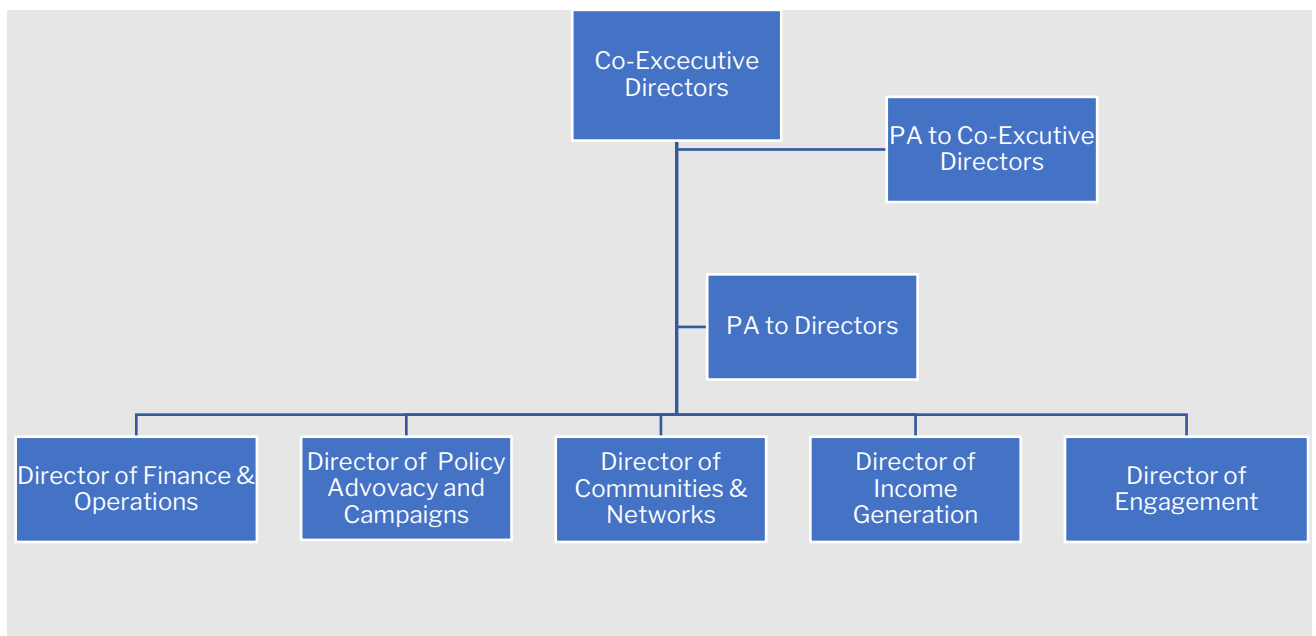 Co-Excecutive
Directors
PA to Co-Excutive
Directors
PA to Directors
Director of Finance &
Operations
Director of  Policy
Advovacy and
Campaigns
Director of
Communities &
Networks
Director of
Income
Generation
Director of
Engagement